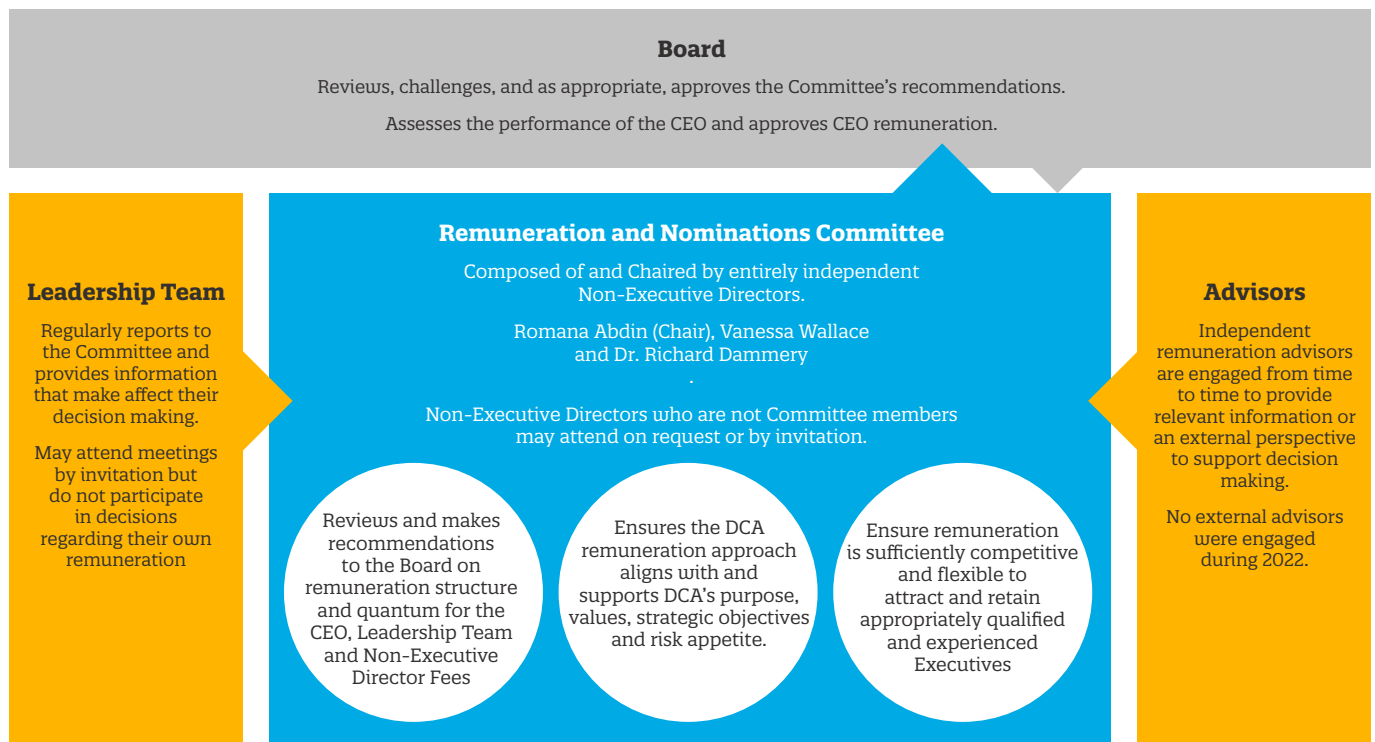 Board
Reviews, challenges, and as appropriate, approves the Committee’s recommendations.
Assesses the performance of the CEO and approves CEO remuneration.
Leadership Team
Regularly reports to
the Committee and
provides information
that make affect their
decision making.
May attend meetings
by invitation but
do not participate
in decisions
regarding their own
remuneration
Remuneration and Nominations Committee
Composed of and Chaired by entirely independent
Non-Executive Directors.
Romana Abdin (Chair), Vanessa Wallace
and Dr. Richard Dammery
.
Non-Executive Directors who are not Committee members
may attend on request or by invitation.
Reviews and makes
recommendations
to the Board on
remuneration structure
and quantum for the
CEO, Leadership Team
and Non-Executive
Director Fees
Ensures the DCA
remuneration approach
aligns with and
supports DCA’s purpose,
values, strategic objectives
and risk appetite.
Ensure remuneration
is sufficiently competitive
and flexible to
attract and retain
appropriately qualified
and experienced
Executives
Advisors
Independent
remuneration advisors
are engaged from time
to time to provide
relevant information or
an external perspective
to support decision
making.
No external advisors
were engaged
during 2022.